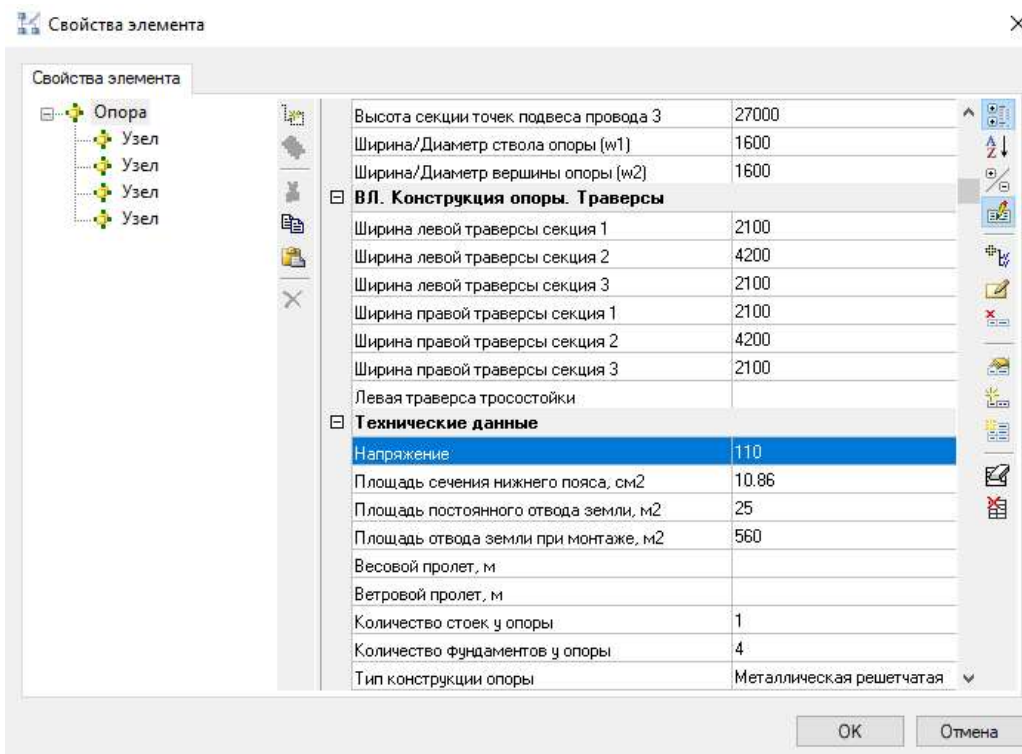 Свойства элемента
Свойства элемента
Опора
Узел
Узел
Узел
Узел
Высота секции точек подвеса провода 3 27000
Ширина/Диаметр ствола опоры (w1) 1600
Ширина/Диаметр вершины опоры (w2) 1600
ВЛ. Конструкция опоры. Траверсы
Ширина левой траверсы секция 1 2100
Ширина левой траверсы секция 2 4200
Ширина левой траверсы секция 3 2100
Ширина правой траверсы секция 1 2100
Ширина правой траверсы секция 2 4200
Ширина правой траверсы секция 3 2100
Левая траверса тросостойки
Технические данные
Напряжение 110
Площадь сечения нижнего пояса, см2 10.86
Площадь постоянного отвода земли, м2 25
Площадь отвода земли при монтаже, м2 560
Весовой пролет, м
Ветровой пролет, м
Количество стоек у опоры 1
Количество фундаментов у опоры 4
Тип конструкции опоры Металлическая решетчатая
OK Отмена